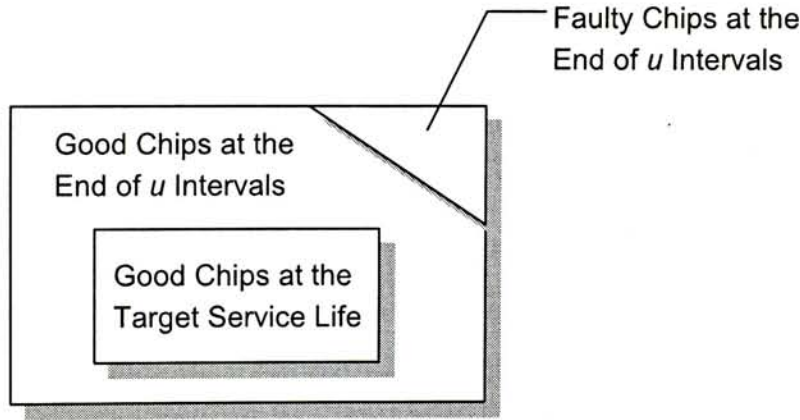 Faulty Chips at the
End of u Intervals
Good Chips at the
End of u Intervals
Good Chips at the
Target Service Life